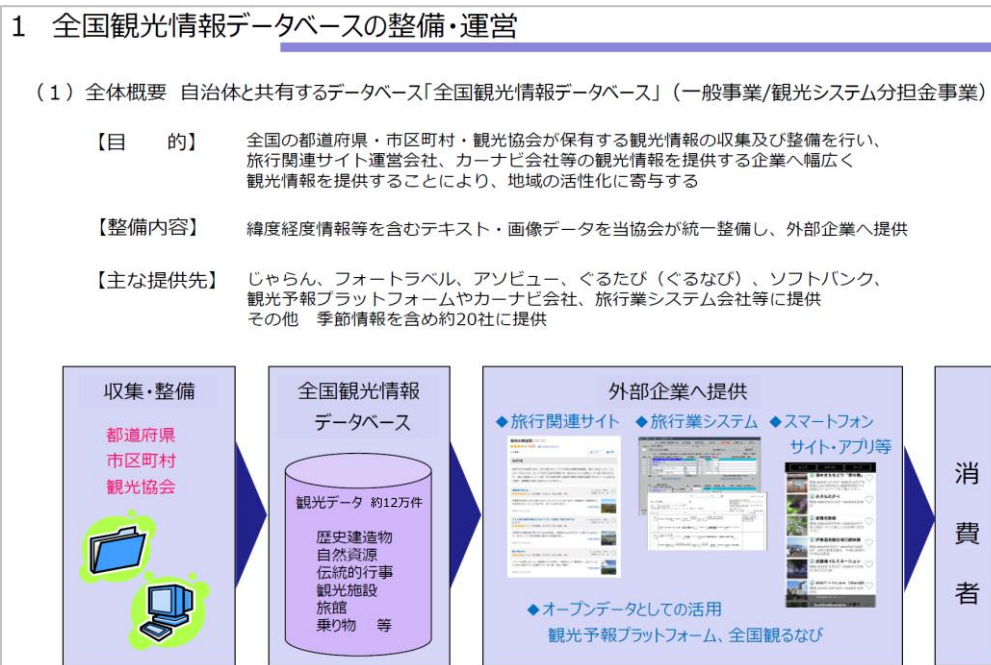 1 全国観光情報データベースの整備・運営
（１）全体概要 自治体と共有するデータベース「全国観光情報データベース」（一般事業/観光システム分担金事業）
【目 的】 全国の都道府県・市区町村・観光協会が保有する観光情報の収集及び整備を行い、
旅行関連サイト運営会社、カーナビ会社等の観光情報を提供する企業へ幅広く
観光情報を提供することにより、地域の活性化に寄与する
【整備内容】 緯度経度情報等を含むテキスト・画像データを当協会が統一整備し、外部企業へ提供
【主な提供先】 じゃらん、フォートラベル、アソビュー、ぐるたび（ぐるなび）、ソフトバンク、
観光予報プラットフォームやカーナビ会社、旅行業システム会社等に提供
その他 季節情報を含め約20社に提供
収集・整備
都道府県
市区町村
観光協会
全国観光情報
データベース
観光データ 約12万件
歴史建造物
自然資源
伝統的行事
観光施設
旅館
乗り物 等
外部企業へ提供
◆旅行関連サイト
◆旅行業システム
◆スマートフォン
サイト・アプリ等
◆オープンデータとしての活用
観光予報プラットフォーム、全国観るなび
消
費
者